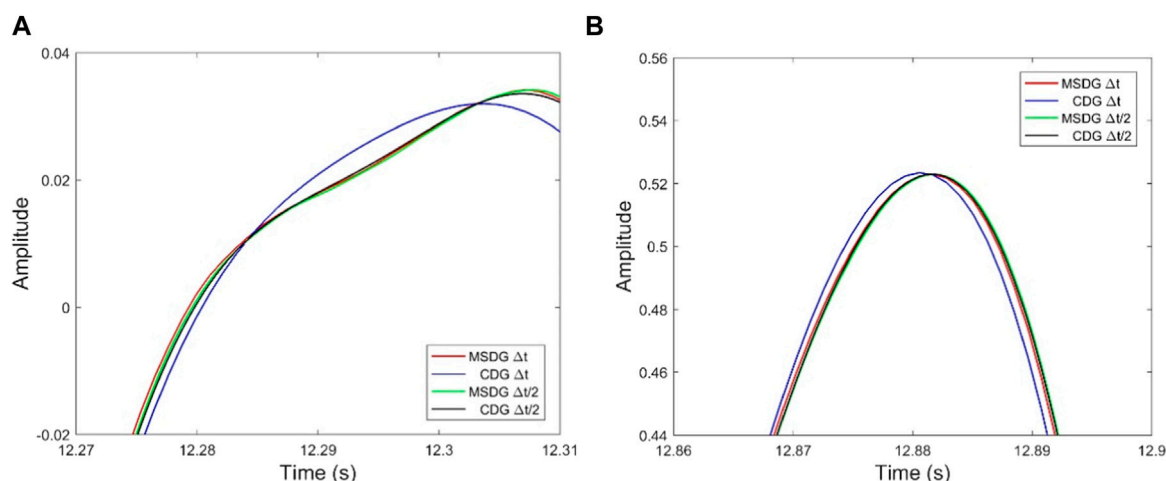 A
0.04
0.02
0
-0.02
Amplitude
12.27 12.28 12.29 12.3 12.31
Time (s)
MSDG Δt
CDG Δt
MSDG Δt/2
CDG Δt/2
B
0.56
0.54
0.52
0.5
0.48
0.46
0.44
Amplitude
12.86 12.87 12.88 12.89 12.9
Time (s)
MSDG Δt
CDG Δt
MSDG Δt/2
CDG Δt/2